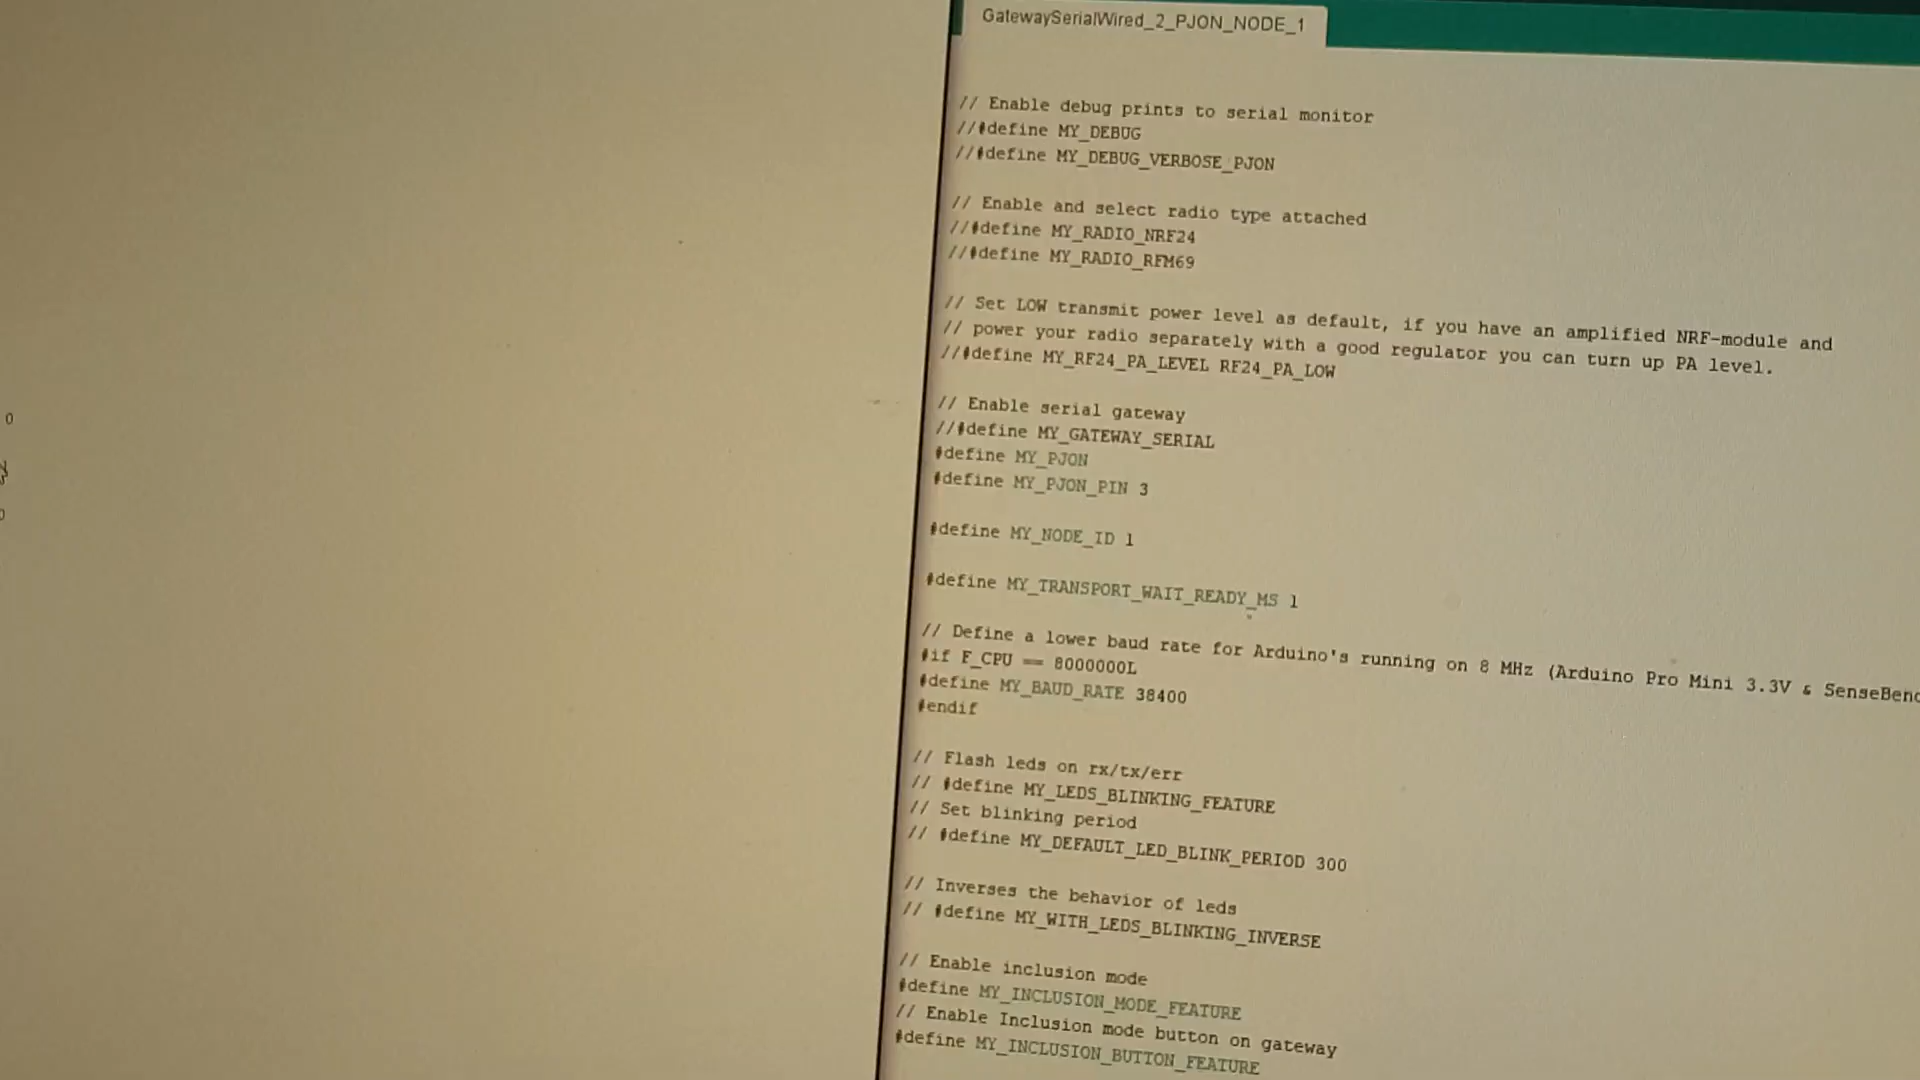 GatewaySerialWired_2_PJON_NODE_1
// Enable debug prints to serial monitor
//#define MY_DEBUG
//#define MY_DEBUG_VERBOSE_PJON
// Enable and select radio type attached
//#define MY_RADIO_NRF24
//#define MY_RADIO_RFM69
// Set LOW transmit power level as default, if you have an amplified NRF-module and
// power your radio separately with a good regulator you can turn up PA level.
//#define MY_RF24_PA_LEVEL RF24_PA_LOW
// Enable serial gateway
//#define MY_GATEWAY_SERIAL
#define MY_PJON
#define MY_PJON_PIN 3
#define MY_NODE_ID 1
#define MY_TRANSPORT_WAIT_READY_MS 1
// Define a lower baud rate for Arduino's running on 8 MHz (Arduino Pro Mini 3.3V & SenseBend
#if F_CPU == 8000000L
#define MY_BAUD_RATE 38400
#endif
// Flash leds on rx/tx/err
// #define MY_LEDS_BLINKING_FEATURE
// Set blinking period
// #define MY_DEFAULT_LED_BLINK_PERIOD 300
// Inverses the behavior of leds
// #define MY_WITH_LEDS_BLINKING_INVERSE
// Enable inclusion mode
#define MY_INCLUSION_MODE_FEATURE
// Enable Inclusion mode button on gateway
#define MY_INCLUSION_BUTTON_FEATURE